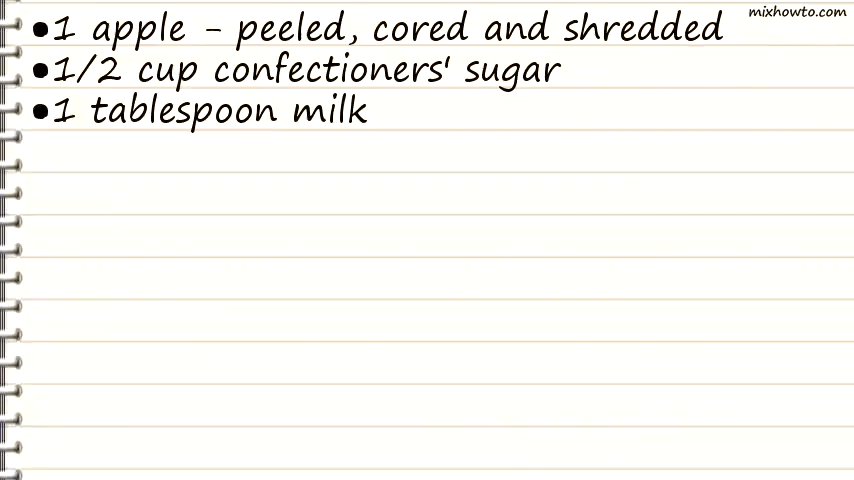 mixhowto.com
•1 apple - peeled, cored and shredded
•1/2 cup confectioners' sugar
•1 tablespoon milk